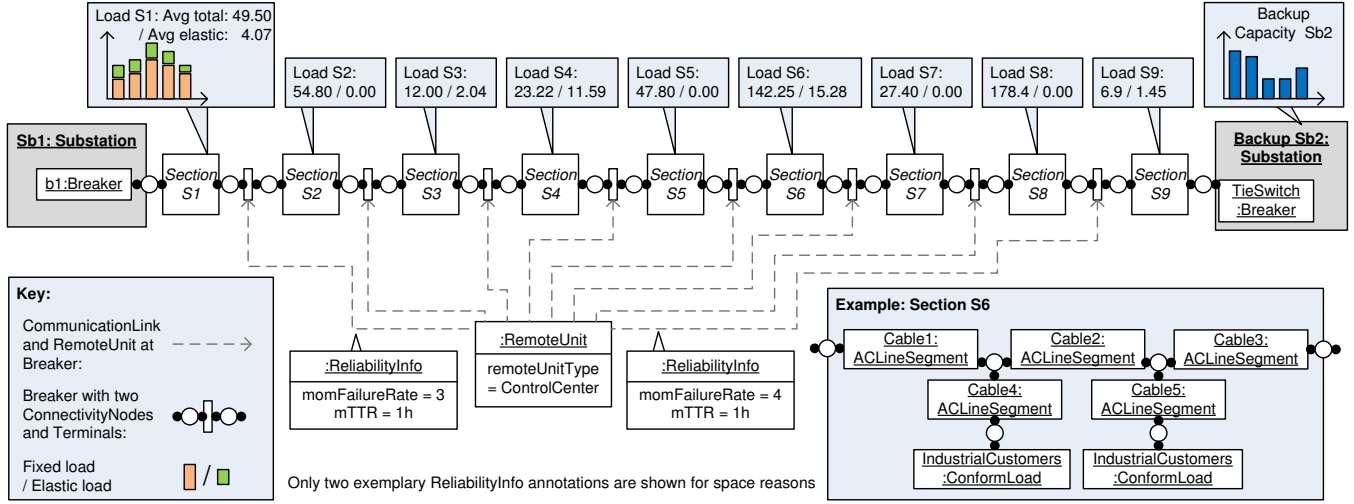 Load S1: Avg total: 49.50
/ Avg elastic: 4.07
Load S2:
54.80 / 0.00
Load S3:
12.00 / 2.04
Load S4:
23.22 / 11.59
Load S5:
47.80 / 0.00
Load S6:
142.25 / 15.28
Load S7:
27.40 / 0.00
Load S8:
178.4 / 0.00
Load S9:
6.9 / 1.45
Backup
Capacity Sb2
Sb1: Substation
b1:Breaker
Section
S1
Section
S2
Section
S3
Section
S4
Section
S5
Section
S6
Section
S7
Section
S8
Section
S9
Backup Sb2:
Substation
TieSwitch
:Breaker
Key:
CommunicationLink
and RemoteUnit at
Breaker:
Breaker with two
ConnectivityNodes
and Terminals:
Fixed load
/ Elastic load
/
:ReliabilityInfo
momFailureRate = 3
mTTR = 1h
:RemoteUnit
remoteUnitType
= ControlCenter
:ReliabilityInfo
momFailureRate = 4
mTTR = 1h
Only two exemplary ReliabilityInfo annotations are shown for space reasons
Example: Section S6
Cable1:
ACLineSegment
Cable2:
ACLineSegment
Cable3:
ACLineSegment
Cable4:
ACLineSegment
Cable5:
ACLineSegment
IndustrialCustomers
:ConformLoad
IndustrialCustomers
:ConformLoad